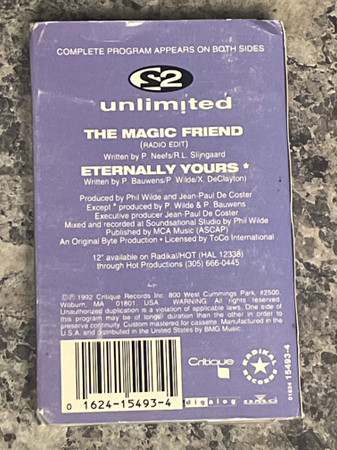 COMPLETE PROGRAM APPEARS ON BOTH SIDES
2
unlimited
THE MAGIC FRIEND
(RADIO EDIT)
Written by P. Neefs/R.L. Slijngaard
ETERNALLY YOURS *
Written by P. Bauwens/P. Wilde/X. DeClayton)
Produced by Phil Wilde and Jean-Paul De Coster
Except * produced by P. Wilde & P. Bauwens
Executive producer Jean-Paul De Coster
Mixed and recorded at Soundsational Studio by Phil Wilde
Published by MCA Music (ASCAP)
An Original Byte Production • Licensed by ToCo International
12" available on Radikal/HOT (HAL 12338)
through Hot Productions (305) 666-0445
©℗ 1992 Critique Records Inc. 800 West Cummings Park, #2500
Woburn, MA 01801. USA WARNING: All rights reserved.
Unauthorized duplication is a violation of applicable laws. One side of
this program may be of longer duration than the other in order to
preserve continuity. Custom mastered for cassette. Manufactured in
U.S.A. and distributed in the United States by BMG Music.
Critique
RADIKAL
RECORDS
01624 15493-4
0 1624-15493-4
digalog
BMG